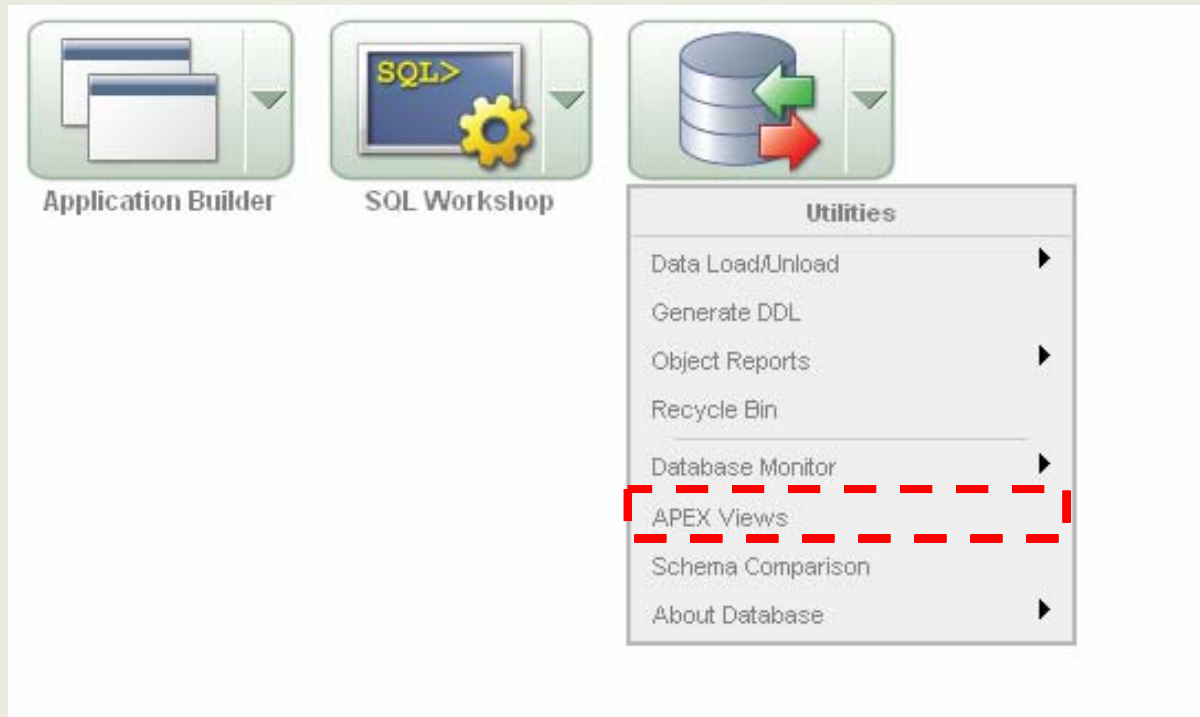 SQL>
Application Builder
SQL Workshop
Utilities
Data Load/Unload
Generate DDL
Object Reports
Recycle Bin
Database Monitor
APEX Views
Schema Comparison
About Database